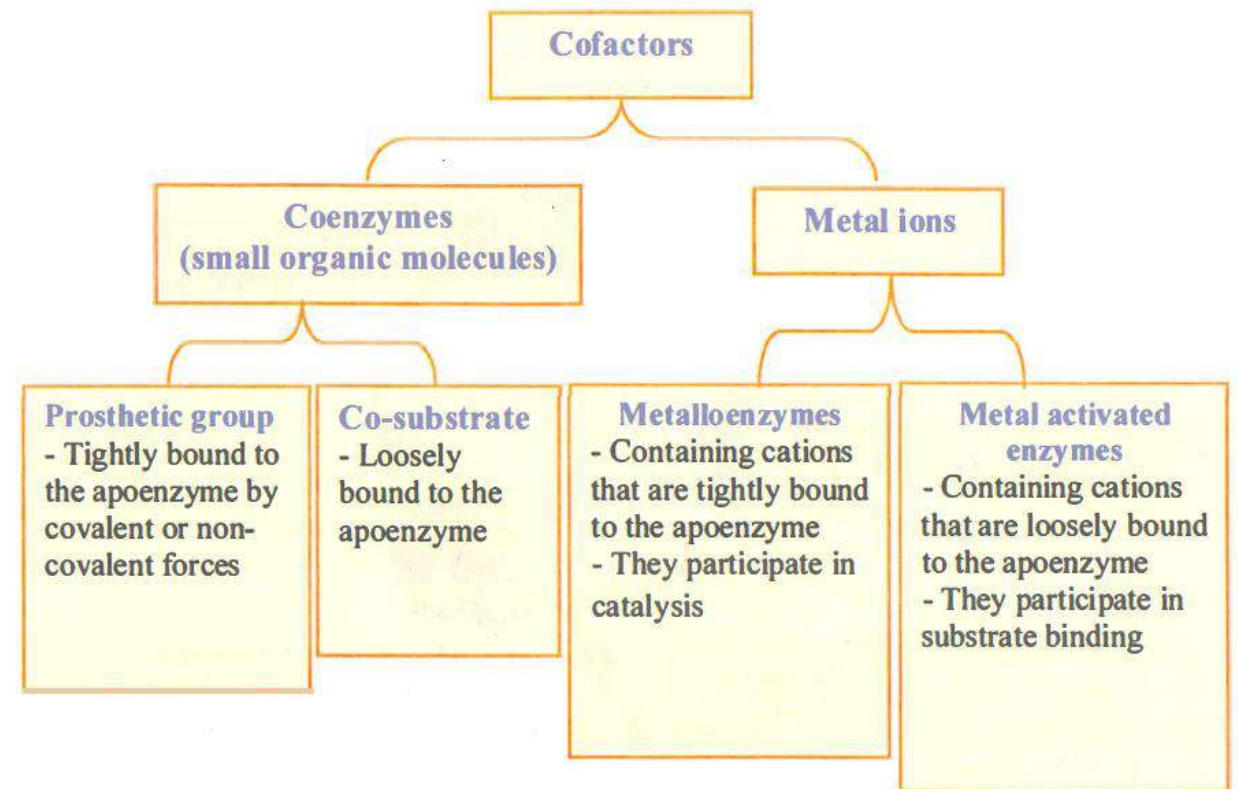 Cofactors
Coenzymes
(small organic molecules)
Metal ions
Prosthetic group
- Tightly bound to
the apoenzyme by
covalent or non-
covalent forces
Co-substrate
- Loosely
bound to the
apoenzyme
Metalloenzymes
- Containing cations
that are tightly bound
to the apoenzyme
- They participate in
catalysis
Metal activated
enzymes
- Containing cations
that are loosely bound
to the apoenzyme
- They participate in
substrate binding